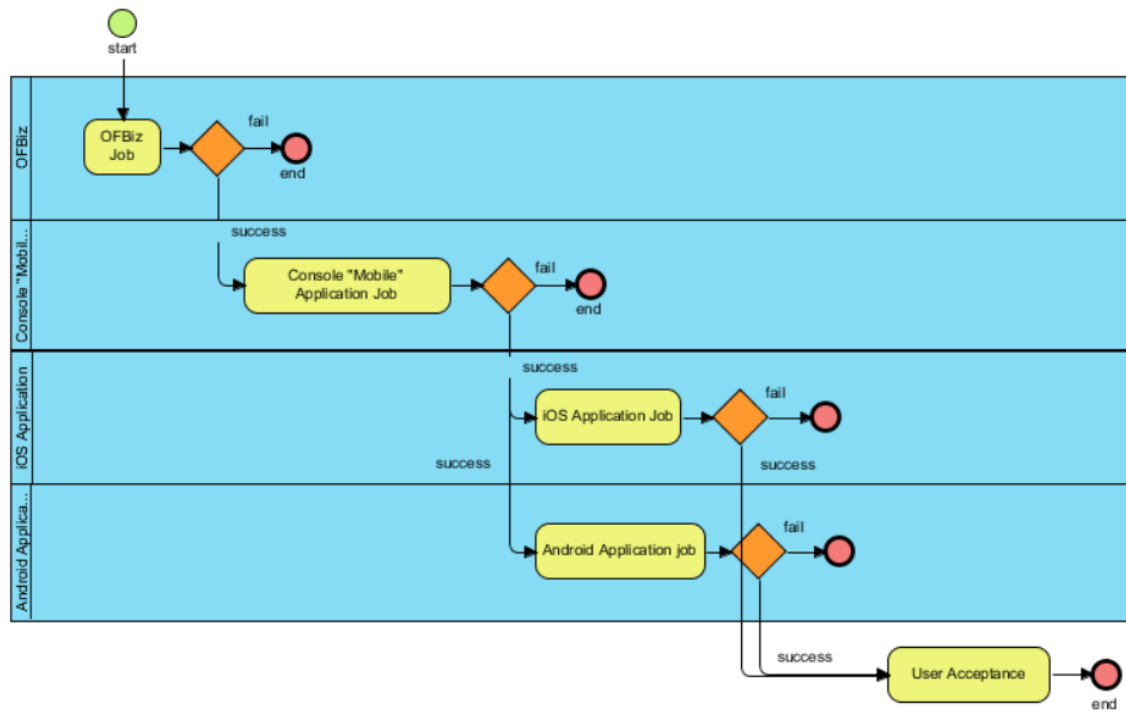 start
OFBiz
OFBiz
Job
fail
end
success
Console "Mobil...
Console "Mobile"
Application Job
fail
end
success
iOS Application
iOS Application Job
fail
success
success
Android Applica...
Android Application job
fail
success
User Acceptance
end